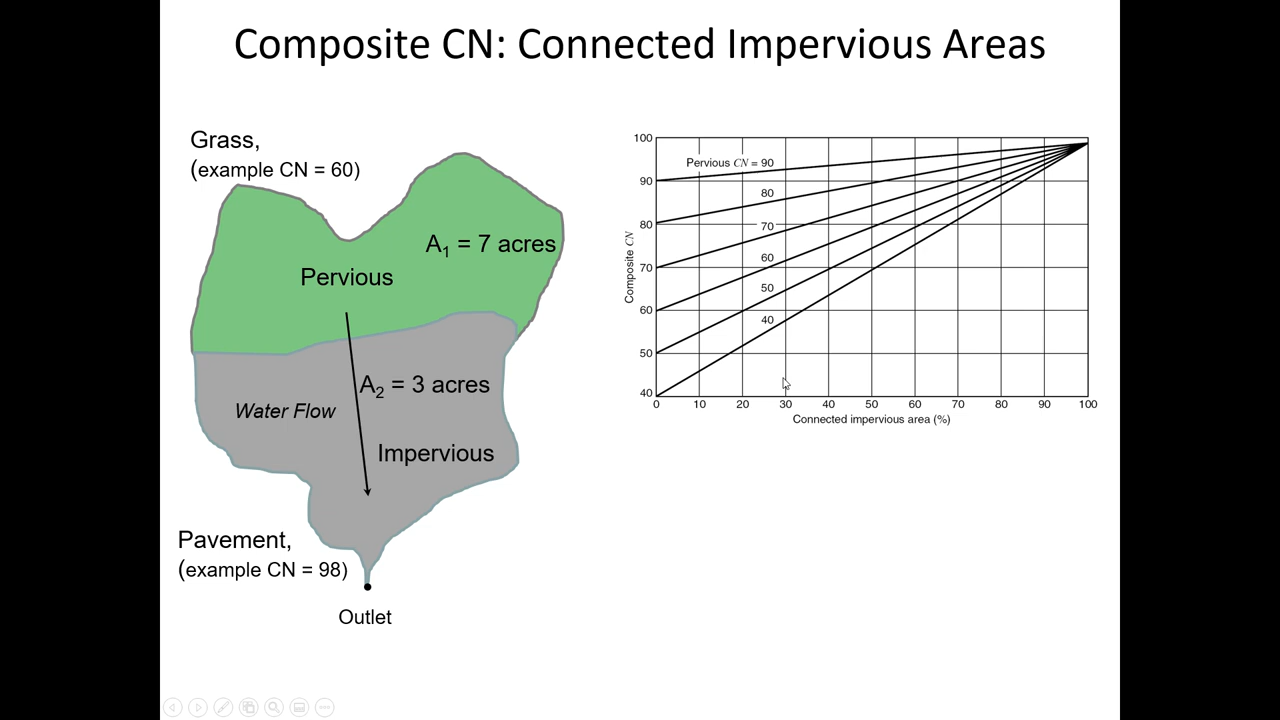 Composite CN: Connected Impervious Areas
Grass,
(example CN = 60)
A1 = 7 acres
Pervious
A2 = 3 acres
Water Flow
Impervious
Pavement,
(example CN = 98)
Outlet
100
90
80
70
60
50
40
Composite CN
Pervious CN = 90
80
70
60
50
40
0 10 20 30 40 50 60 70 80 90 100
Connected impervious area (%)